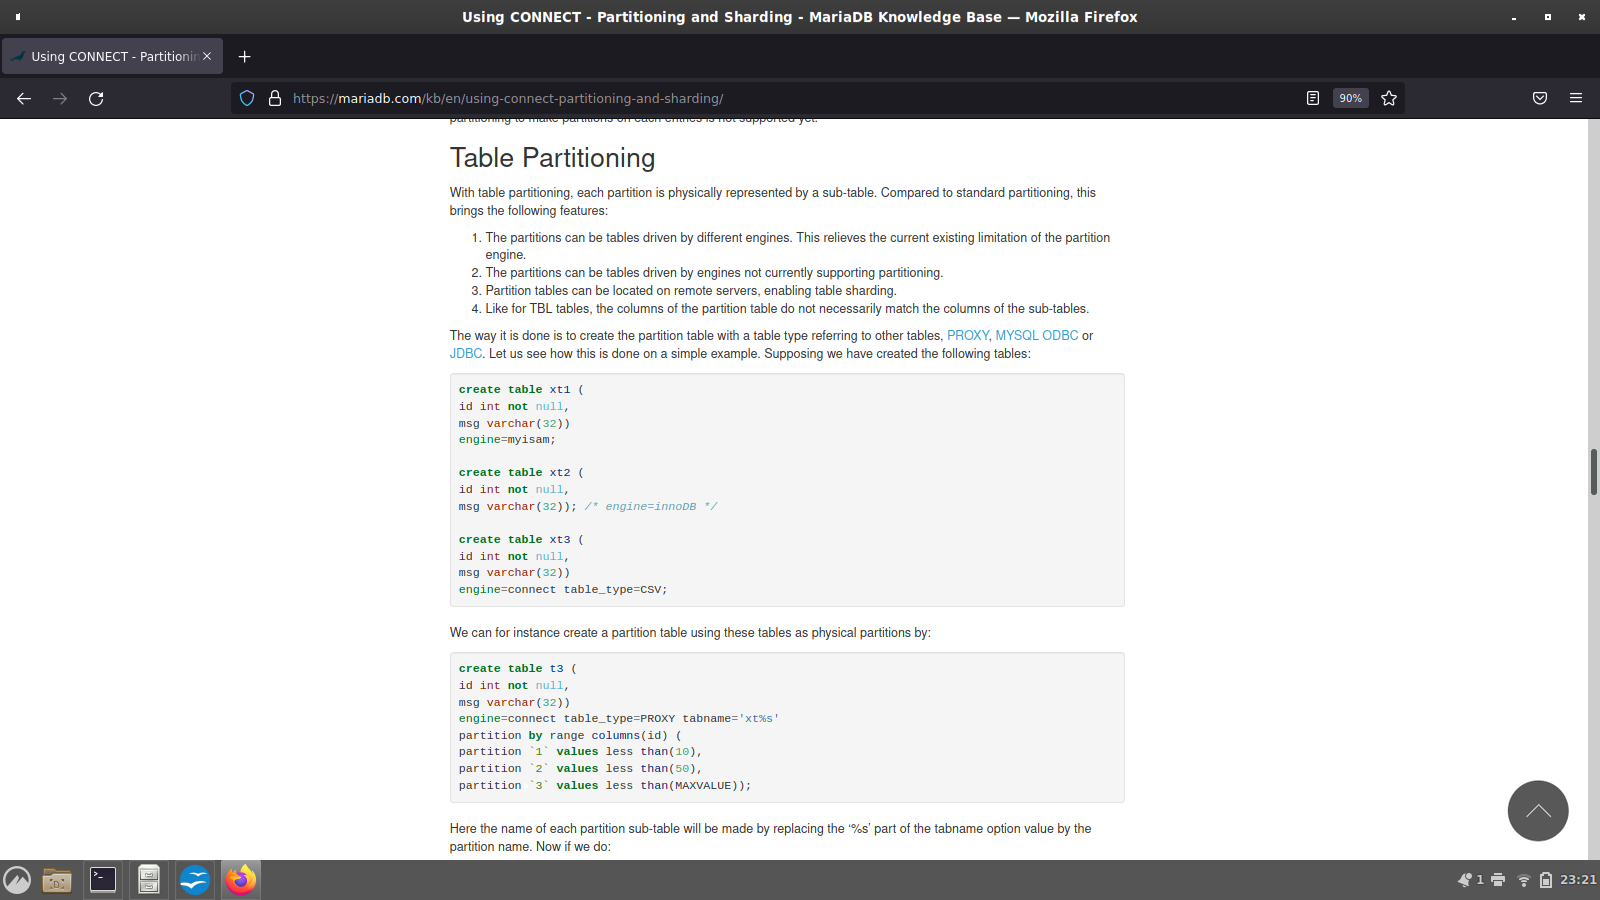 Using CONNECT - Partitioning and Sharding - MariaDB Knowledge Base — Mozilla Firefox
Using CONNECT - Partitionin
https://mariadb.com/kb/en/using-connect-partitioning-and-sharding/
90%
partitioning to make partitions on each entries is not supported yet.
Table Partitioning
With table partitioning, each partition is physically represented by a sub-table. Compared to standard partitioning, this
brings the following features:
1. The partitions can be tables driven by different engines. This relieves the current existing limitation of the partition
engine.
2. The partitions can be tables driven by engines not currently supporting partitioning.
3. Partition tables can be located on remote servers, enabling table sharding.
4. Like for TBL tables, the columns of the partition table do not necessarily match the columns of the sub-tables.
The way it is done is to create the partition table with a table type referring to other tables, PROXY, MYSQL ODBC or
JDBC. Let us see how this is done on a simple example. Supposing we have created the following tables:
create table xt1 (
id int not null,
msg varchar(32))
engine=myisam;
create table xt2 (
id int not null,
msg varchar(32)); /* engine=innoDB */
create table xt3 (
id int not null,
msg varchar(32))
engine=connect table_type=CSV;
We can for instance create a partition table using these tables as physical partitions by:
create table t3 (
id int not null,
msg varchar(32))
engine=connect table_type=PROXY tabname='xt%s'
partition by range columns(id) (
partition `1` values less than(10),
partition `2` values less than(50),
partition `3` values less than(MAXVALUE));
Here the name of each partition sub-table will be made by replacing the ‘%s’ part of the tabname option value by the
partition name. Now if we do:
1
23:21